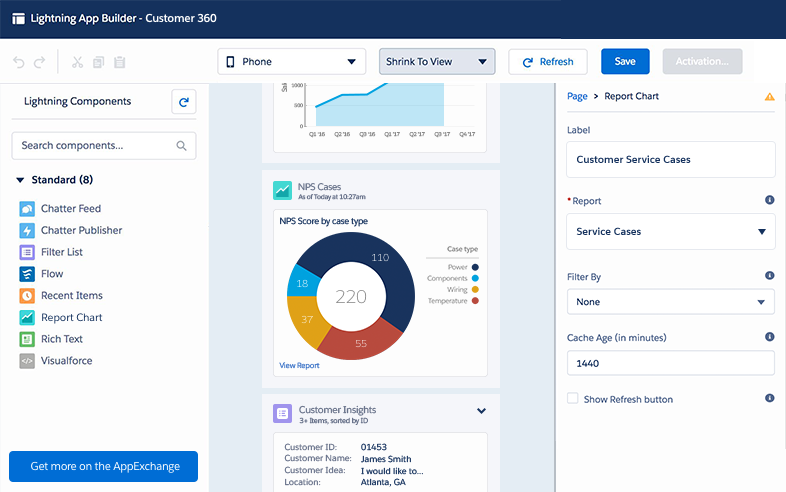 Lightning App Builder - Customer 360
Phone
Shrink To View
Refresh
Save
Activation...
Lightning Components
Search components...
Standard (8)
Chatter Feed
Chatter Publisher
Filter List
Flow
Recent Items
Report Chart
Rich Text
Visualforce
Get more on the AppExchange
1000
500
0
Q1 '16
Q2 '16
Q3 '16
Q1 '17
Q2 '17
Q3 '17
Q4 '17
NPS Cases
As of Today at 10:27am
NPS Score by case type
110
18
220
37
55
Case type
Power
Components
Wiring
Temperature
View Report
Customer Insights
3+ Items, sorted by ID
Customer ID: 01453
Customer Name: James Smith
Customer Idea: I would like to...
Location: Atlanta, GA
Page > Report Chart
Label
Customer Service Cases
*Report
Service Cases
Filter By
None
Cache Age (in minutes)
1440
Show Refresh button